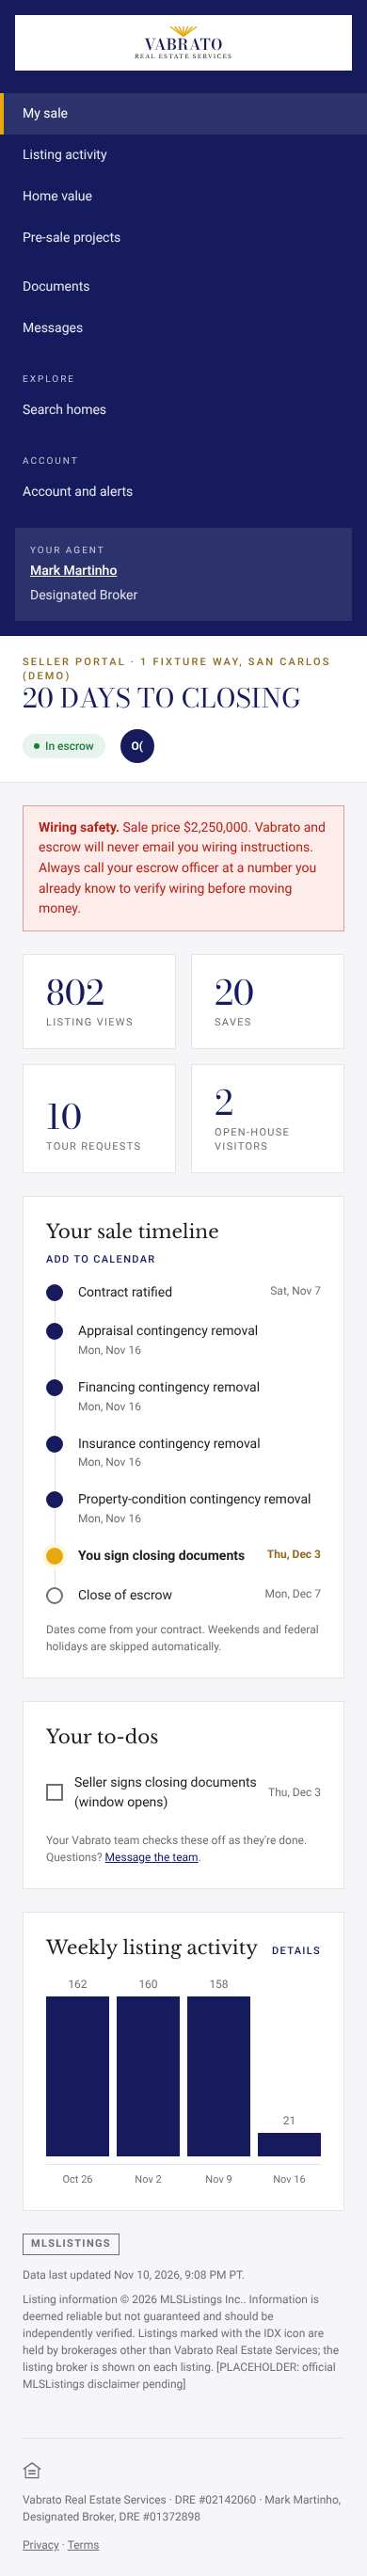 VABRATO
REAL ESTATE SERVICES
My sale
Listing activity
Home value
Pre-sale projects
Documents
Messages
EXPLORE
Search homes
ACCOUNT
Account and alerts
YOUR AGENT
Mark Martinho
Designated Broker
SELLER PORTAL · 1 FIXTURE WAY, SAN CARLOS
(DEMO)
20 DAYS TO CLOSING
In escrow
O(
Wiring safety. Sale price $2,250,000. Vabrato and
escrow will never email you wiring instructions.
Always call your escrow officer at a number you
already know to verify wiring before moving
money.
802
LISTING VIEWS
20
SAVES
10
TOUR REQUESTS
2
OPEN-HOUSE
VISITORS
Your sale timeline
ADD TO CALENDAR
Contract ratified Sat, Nov 7
Appraisal contingency removal
Mon, Nov 16
Financing contingency removal
Mon, Nov 16
Insurance contingency removal
Mon, Nov 16
Property-condition contingency removal
Mon, Nov 16
You sign closing documents Thu, Dec 3
Close of escrow Mon, Dec 7
Dates come from your contract. Weekends and federal
holidays are skipped automatically.
Your to-dos
Seller signs closing documents
(window opens) Thu, Dec 3
Your Vabrato team checks these off as they're done.
Questions? Message the team.
Weekly listing activity DETAILS
162 160 158 21
Oct 26 Nov 2 Nov 9 Nov 16
MLSLISTINGS
Data last updated Nov 10, 2026, 9:08 PM PT.
Listing information © 2026 MLSListings Inc.. Information is
deemed reliable but not guaranteed and should be
independently verified. Listings marked with the IDX icon are
held by brokerages other than Vabrato Real Estate Services; the
listing broker is shown on each listing. [PLACEHOLDER: official
MLSListings disclaimer pending]
Vabrato Real Estate Services · DRE #02142060 · Mark Martinho,
Designated Broker, DRE #01372898
Privacy · Terms